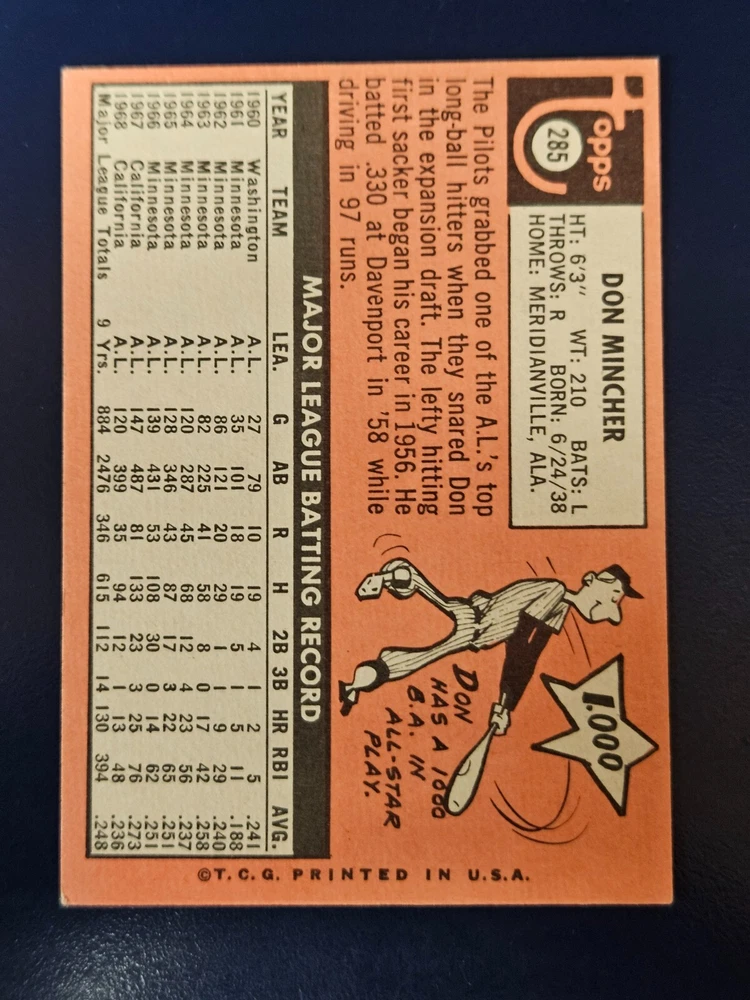 topps
285
DON MINCHER
HT: 6'3" WT: 210 BATS: L
THROWS: R BORN: 6/24/38
HOME: MERIDIANVILLE, ALA.
The Pilots grabbed one of the A.L.'s top
long-ball hitters when they snared Don
in the expansion draft. The lefty hitting
first sacker began his career in 1956. He
batted .330 at Davenport in '58 while
driving in 97 runs.
1.000
DON
HAS A 1000
B.A. IN
ALL-STAR
PLAY.
MAJOR LEAGUE BATTING RECORD
YEAR TEAM LEA. G AB R H 2B 3B HR RBI AVG.
1960 Washington A.L. 27 79 10 19 4 1 2 5 .241
1961 Minnesota A.L. 35 101 18 19 5 1 5 11 .188
1962 Minnesota A.L. 86 121 20 29 1 1 9 29 .240
1963 Minnesota A.L. 82 225 41 58 8 0 17 42 .258
1964 Minnesota A.L. 120 287 45 68 12 4 23 56 .237
1965 Minnesota A.L. 128 346 43 87 17 3 22 65 .251
1966 Minnesota A.L. 139 431 53 108 30 0 14 62 .251
1967 California A.L. 147 487 81 133 23 3 25 76 .273
1968 California A.L. 120 399 35 94 12 1 13 48 .236
Major League Totals 9 Yrs. 884 2476 346 615 112 14 130 394 .248
©T.C.G. PRINTED IN U.S.A.